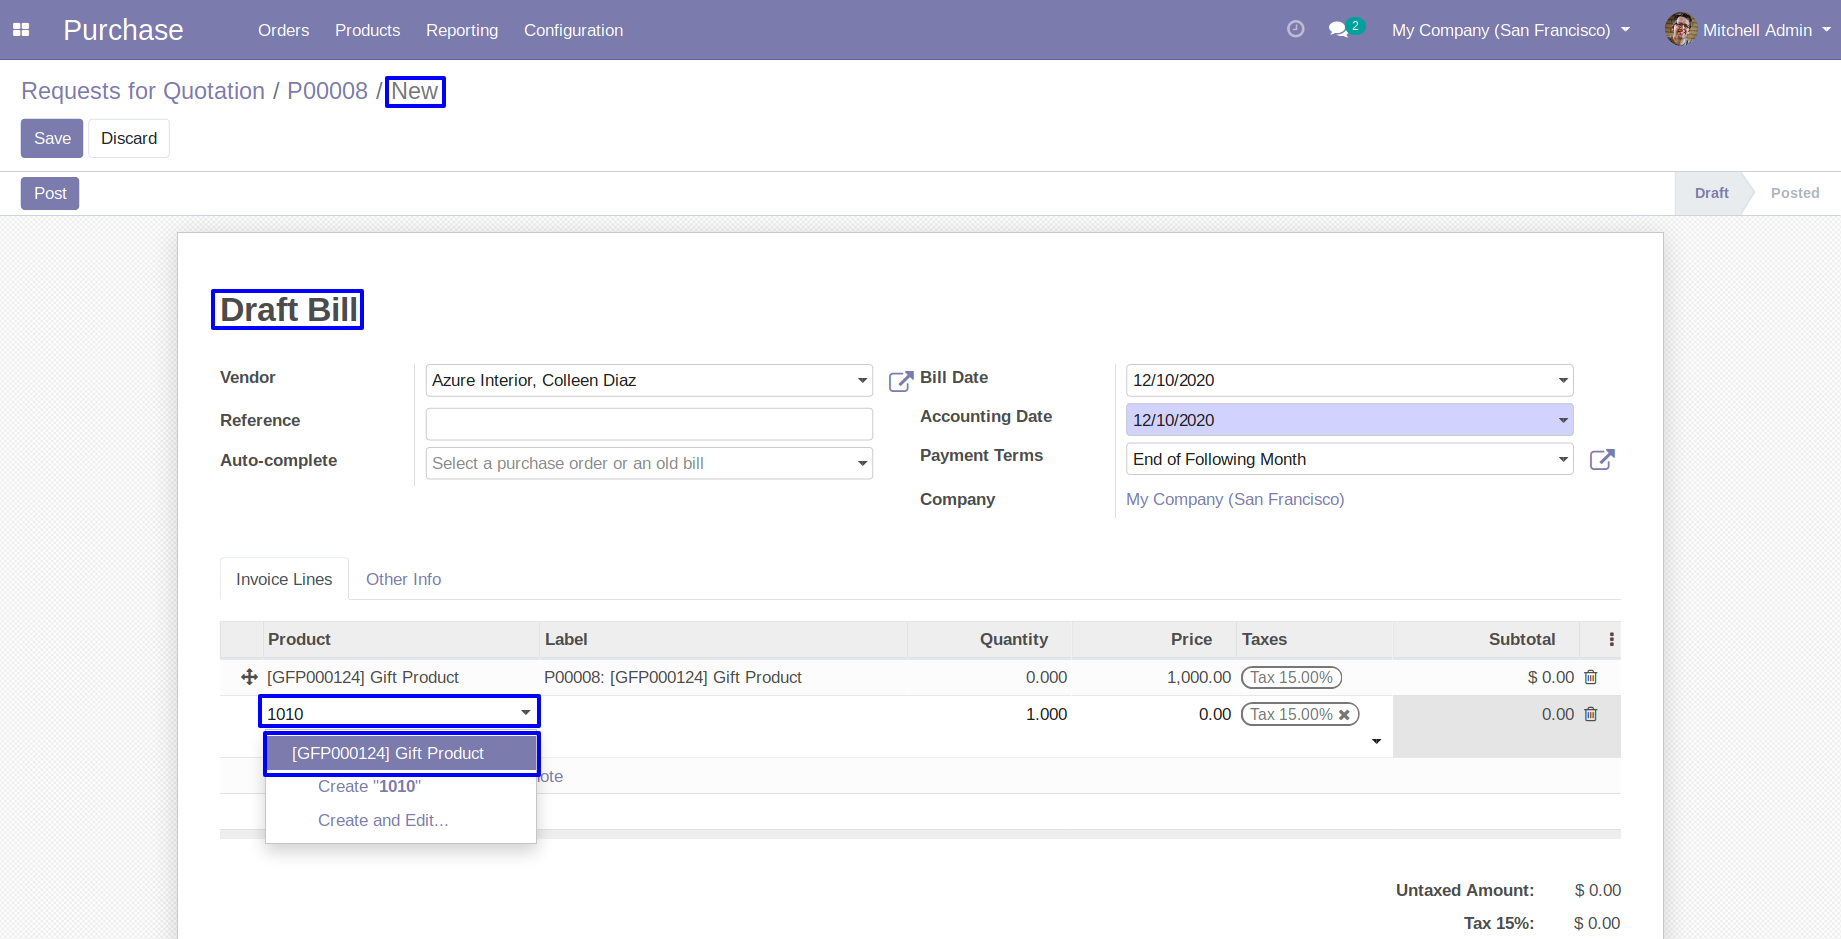 Purchase Orders Products Reporting Configuration 2 My Company (San Francisco) Mitchell Admin
Requests for Quotation / P00008 / New
Save Discard
Post Draft Posted
Draft Bill
Vendor Azure Interior, Colleen Diaz Bill Date 12/10/2020
Reference Accounting Date 12/10/2020
Auto-complete Select a purchase order or an old bill Payment Terms End of Following Month
Company My Company (San Francisco)
Invoice Lines Other Info
Product Label Quantity Price Taxes Subtotal
[GFP000124] Gift Product P00008: [GFP000124] Gift Product 0.000 1,000.00 Tax 15.00% $ 0.00
1010 1.000 0.00 Tax 15.00% 0.00
[GFP000124] Gift Product
Create "1010"
Create and Edit...
Untaxed Amount: $ 0.00
Tax 15%: $ 0.00